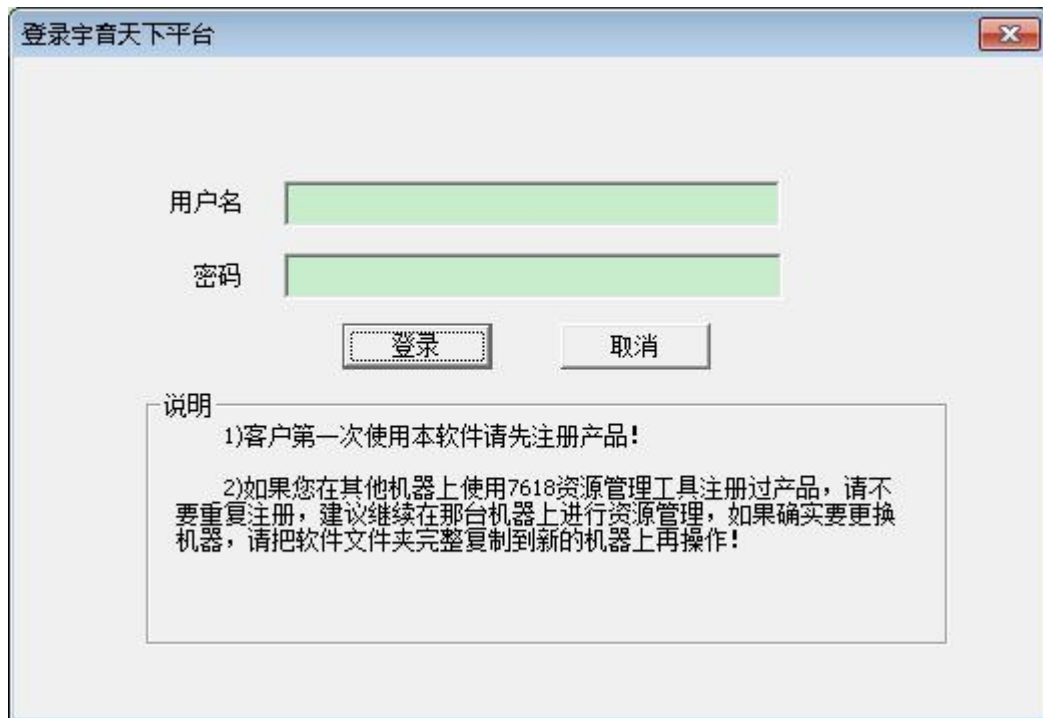 登录宇音天下平台
用户名
密码
登录 取消
说明
1)客户第一次使用本软件请先注册产品!
2)如果您在其他机器上使用7618资源管理工具注册过产品，请不
要重复注册，建议继续在那台机器上进行资源管理，如果确实要更换
机器，请把软件文件夹完整复制到新的机器上再操作!